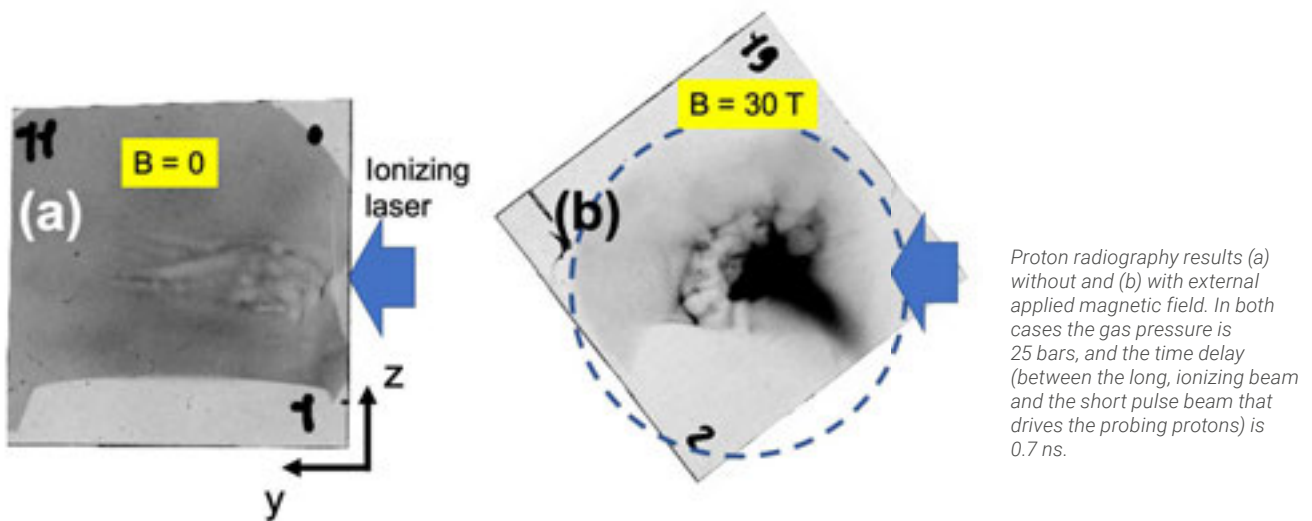 B = 0
(a)
Ionizing
laser
z
y
B = 30 T
(b)
Proton radiography results (a)
without and (b) with external
applied magnetic field. In both
cases the gas pressure is
25 bars, and the time delay
(between the long, ionizing beam
and the short pulse beam that
drives the probing protons) is
0.7 ns.